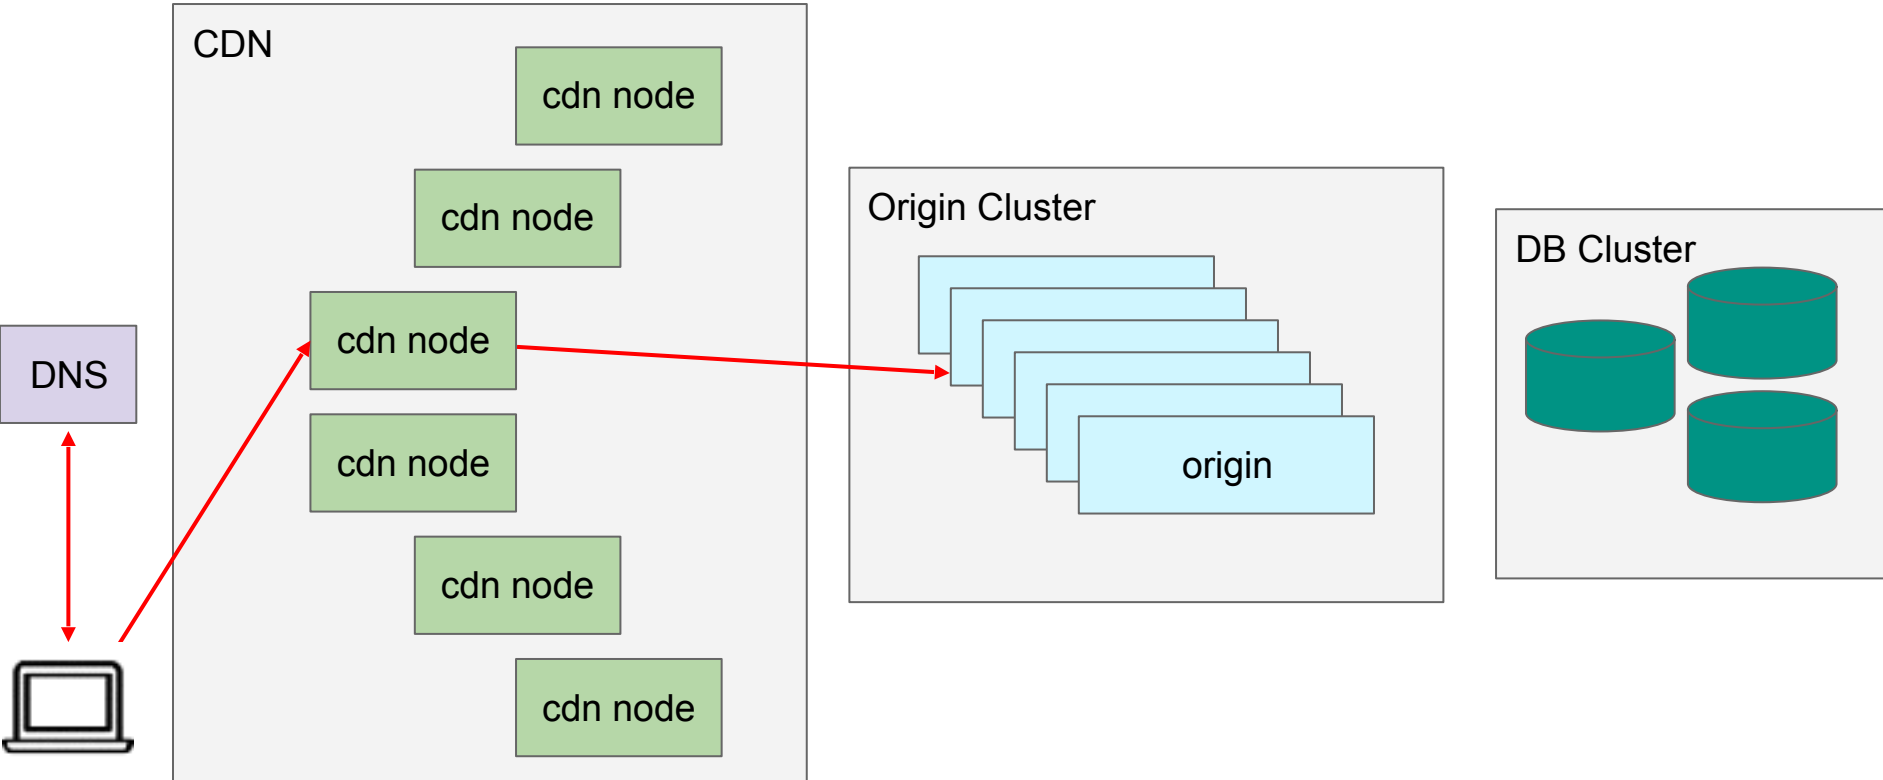 CDN
cdn node
cdn node
cdn node
cdn node
cdn node
cdn node
DNS
Origin Cluster
origin
DB Cluster